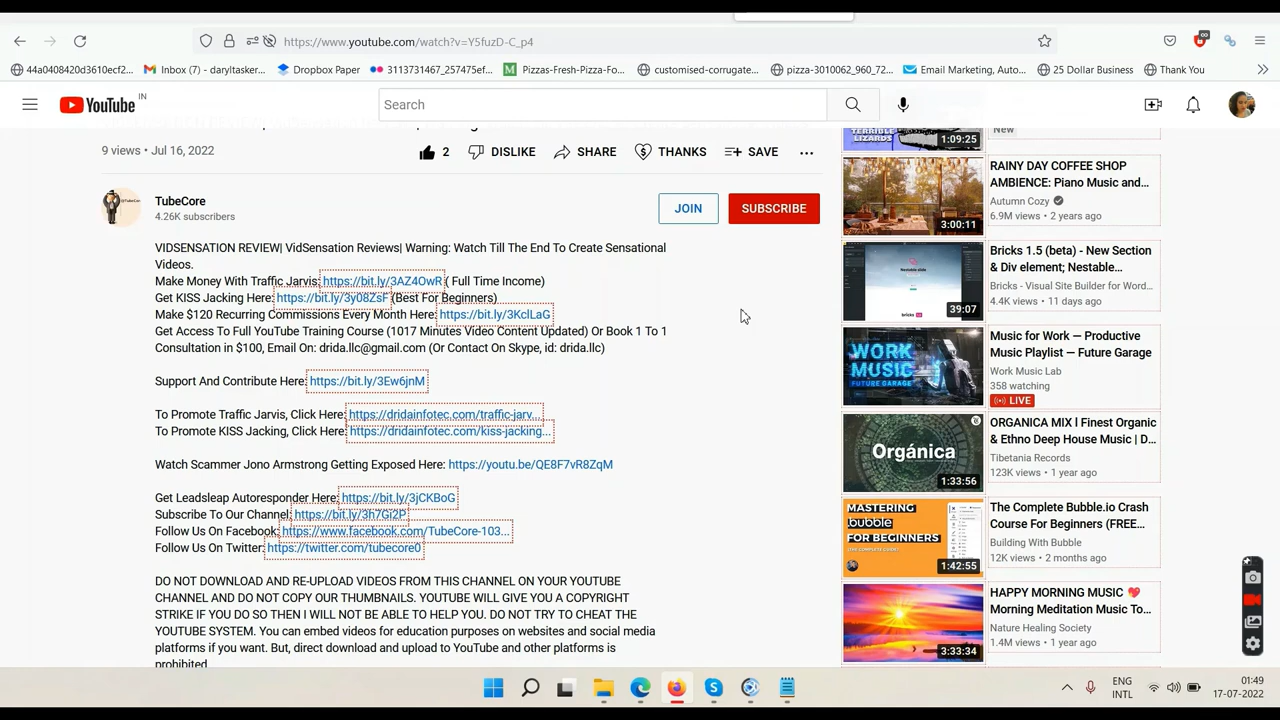 https://www.youtube.com/watch?v=Y5fuzD-C_p4
44a0408420d3610ecf2...
Inbox (7) - daryltasker...
Dropbox Paper
3113731467_257475ef...
Pizzas-Fresh-Pizza-Fo...
customised-corrugate...
pizza-3010062_960_72...
Email Marketing, Auto...
25 Dollar Business
Thank You
YouTube IN
Search
9 views • Jul 16, 2022
2
DISLIKE
SHARE
THANKS
SAVE
TubeCore
4.26K subscribers
JOIN
SUBSCRIBE
VIDSENSATION REVIEW| VidSensation Reviews| Warning: Watch Till The End To Create Sensational
Videos.
Make Money With Traffic Jarvis: https://bit.ly/3AZ4OwR ( Full Time Income)
Get KISS Jacking Here: https://bit.ly/3y08ZsF (Best For Beginners)
Make $120 Recurring Commissions Every Month Here: https://bit.ly/3KclLaG
Get Access To Full YouTube Training Course (1017 Minutes Video Content Updated) Or Book 1 To 1
Consultation in $100, Email On: drida.llc@gmail.com (Or Contact On Skype, id: drida.llc)
Support And Contribute Here: https://bit.ly/3Ew6jnM
To Promote Traffic Jarvis, Click Here: https://dridainfotec.com/traffic-jarv...
To Promote KISS Jacking, Click Here: https://dridainfotec.com/kiss-jacking...
Watch Scammer Jono Armstrong Getting Exposed Here: https://youtu.be/QE8F7vR8ZqM
Get Leadsleap Autoresponder Here: https://bit.ly/3jCKBoG
Subscribe To Our Channel: https://bit.ly/3h7Gi2P
Follow Us On Facebook: https://www.facebook.com/TubeCore-103...
Follow Us On Twitter: https://twitter.com/tubecore0
DO NOT DOWNLOAD AND RE-UPLOAD VIDEOS FROM THIS CHANNEL ON YOUR YOUTUBE
CHANNEL AND DO NOT COPY OUR THUMBNAILS. YOUTUBE WILL GIVE YOU A COPYRIGHT
STRIKE IF YOU DO SO THEN I WILL NOT BE ABLE TO HELP YOU. DO NOT TRY TO CHEAT THE
YOUTUBE SYSTEM. You can embed videos for education purposes on websites and social media
platforms if you want. But, direct download and upload to YouTube and other platforms is
prohibited
TERRIBLE
LIZARDS
1:09:25
New
3:00:11
RAINY DAY COFFEE SHOP
AMBIENCE: Piano Music and...
Autumn Cozy
6.9M views • 2 years ago
39:07
Bricks 1.5 (beta) - New Section
& Div element; Nestable...
Bricks - Visual Site Builder for Word...
4.4K views • 11 days ago
WORK
MUSIC
FUTURE GARAGE
Music for Work — Productive
Music Playlist — Future Garage
Work Music Lab
358 watching
LIVE
Orgánica
1:33:56
ORGANICA MIX l Finest Organic
& Ethno Deep House Music | D...
Tibetania Records
123K views • 1 year ago
MASTERING
bubble
FOR BEGINNERS
1:42:55
The Complete Bubble.io Crash
Course For Beginners (FREE...
Building With Bubble
12K views • 2 months ago
3:33:34
HAPPY MORNING MUSIC
Morning Meditation Music To...
Nature Healing Society
1.4M views • 1 year ago
ENG
INTL
01:49
17-07-2022